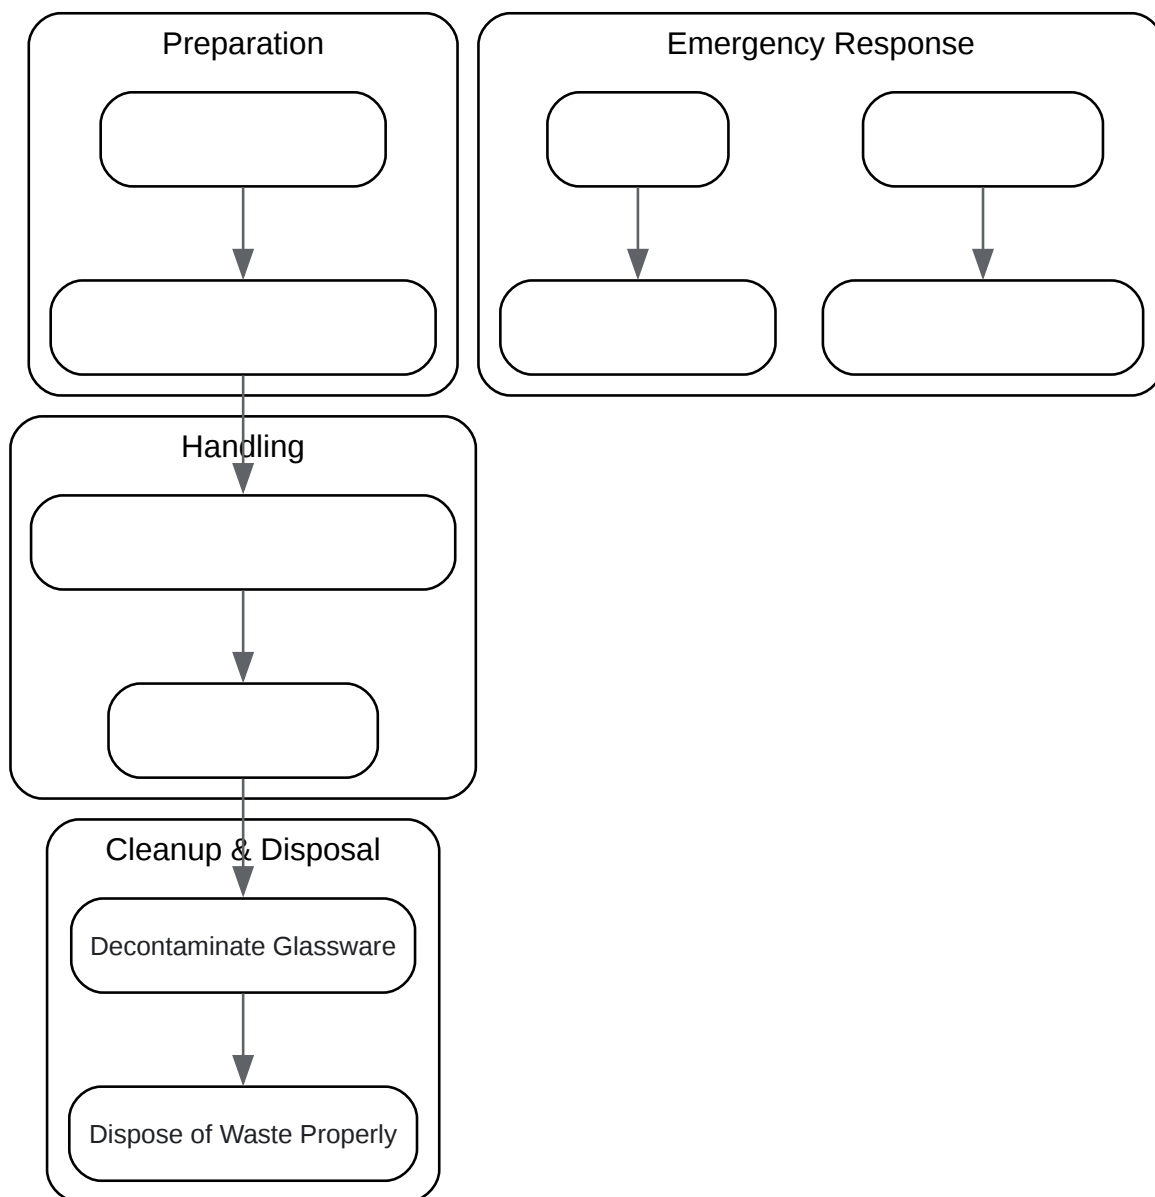 Preparation
Emergency Response
Handling
Cleanup & Disposal
Decontaminate Glassware
Dispose of Waste Properly